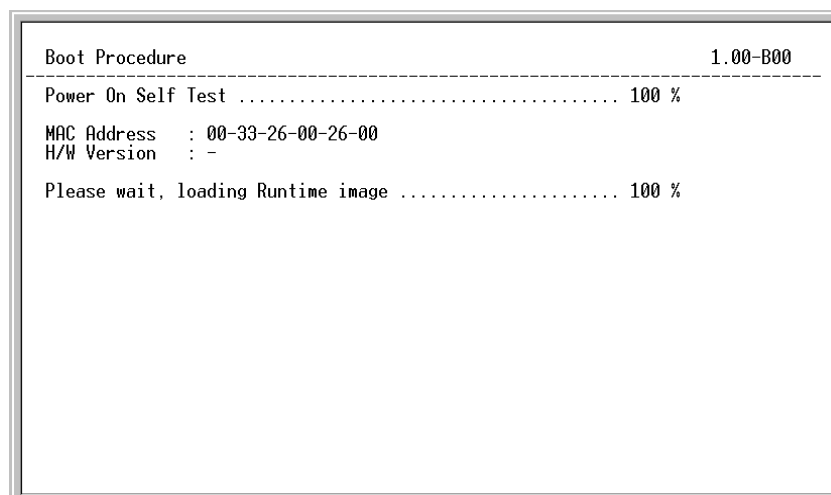 Boot Procedure 1.00-B00
--------------------------------------------------------------------------------
Power On Self Test ...................................... 100 %
MAC Address : 00-33-26-00-26-00
H/W Version : -
Please wait, loading Runtime image ...................... 100 %